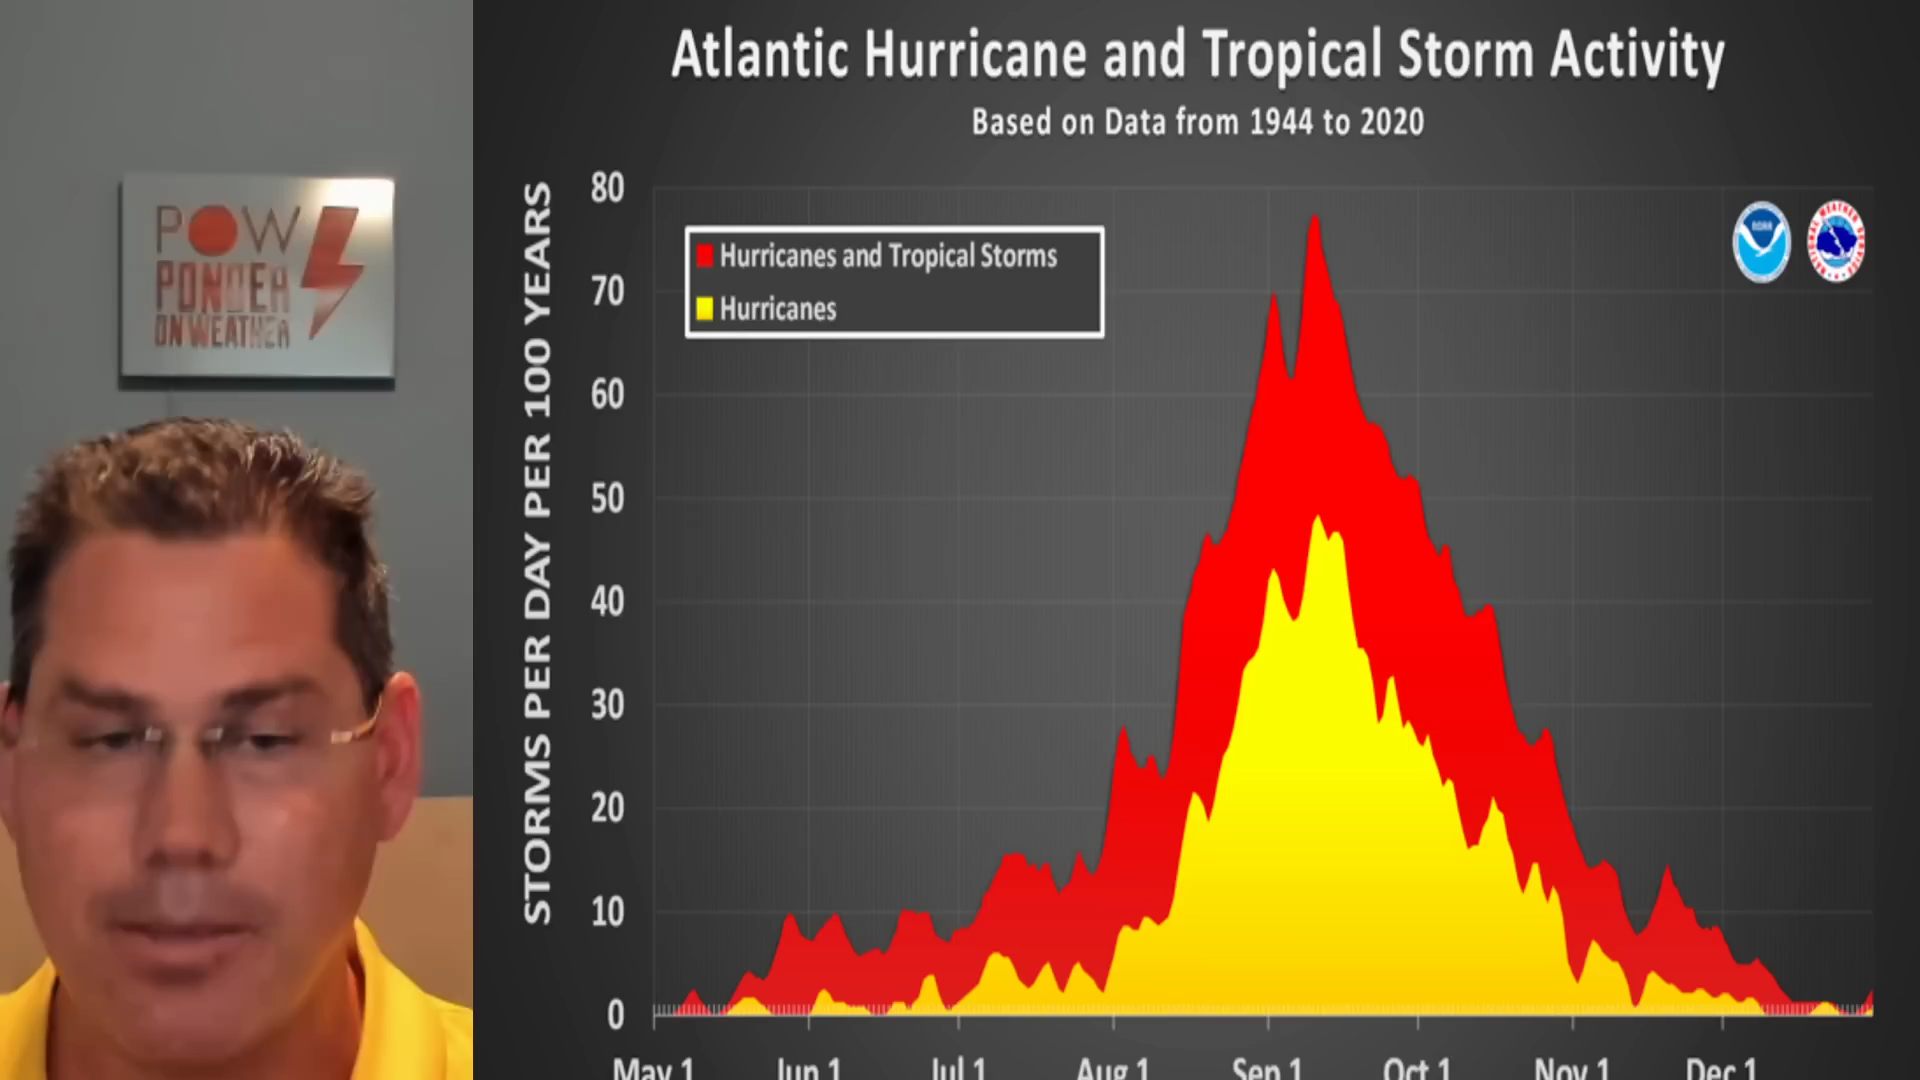 POW
PONDER
ON WEATHER
Atlantic Hurricane and Tropical Storm Activity
Based on Data from 1944 to 2020
STORMS PER DAY PER 100 YEARS
80
70
60
50
40
30
20
10
0
Hurricanes and Tropical Storms
Hurricanes
NOAA
May 1 Jun 1 Jul 1 Aug 1 Sep 1 Oct 1 Nov 1 Dec 1